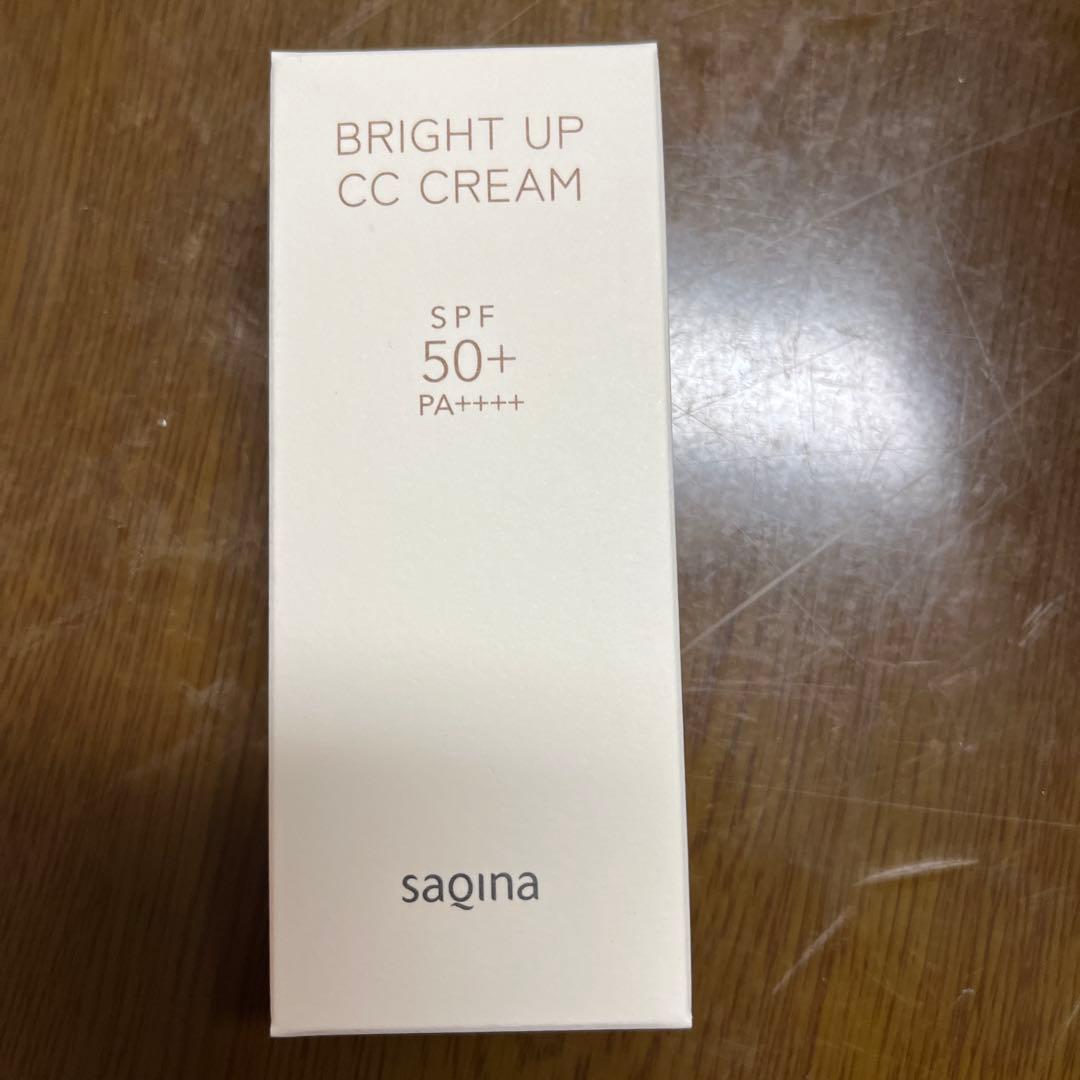 BRIGHT UP
CC CREAM
SPF
50+
PA++++
saqina